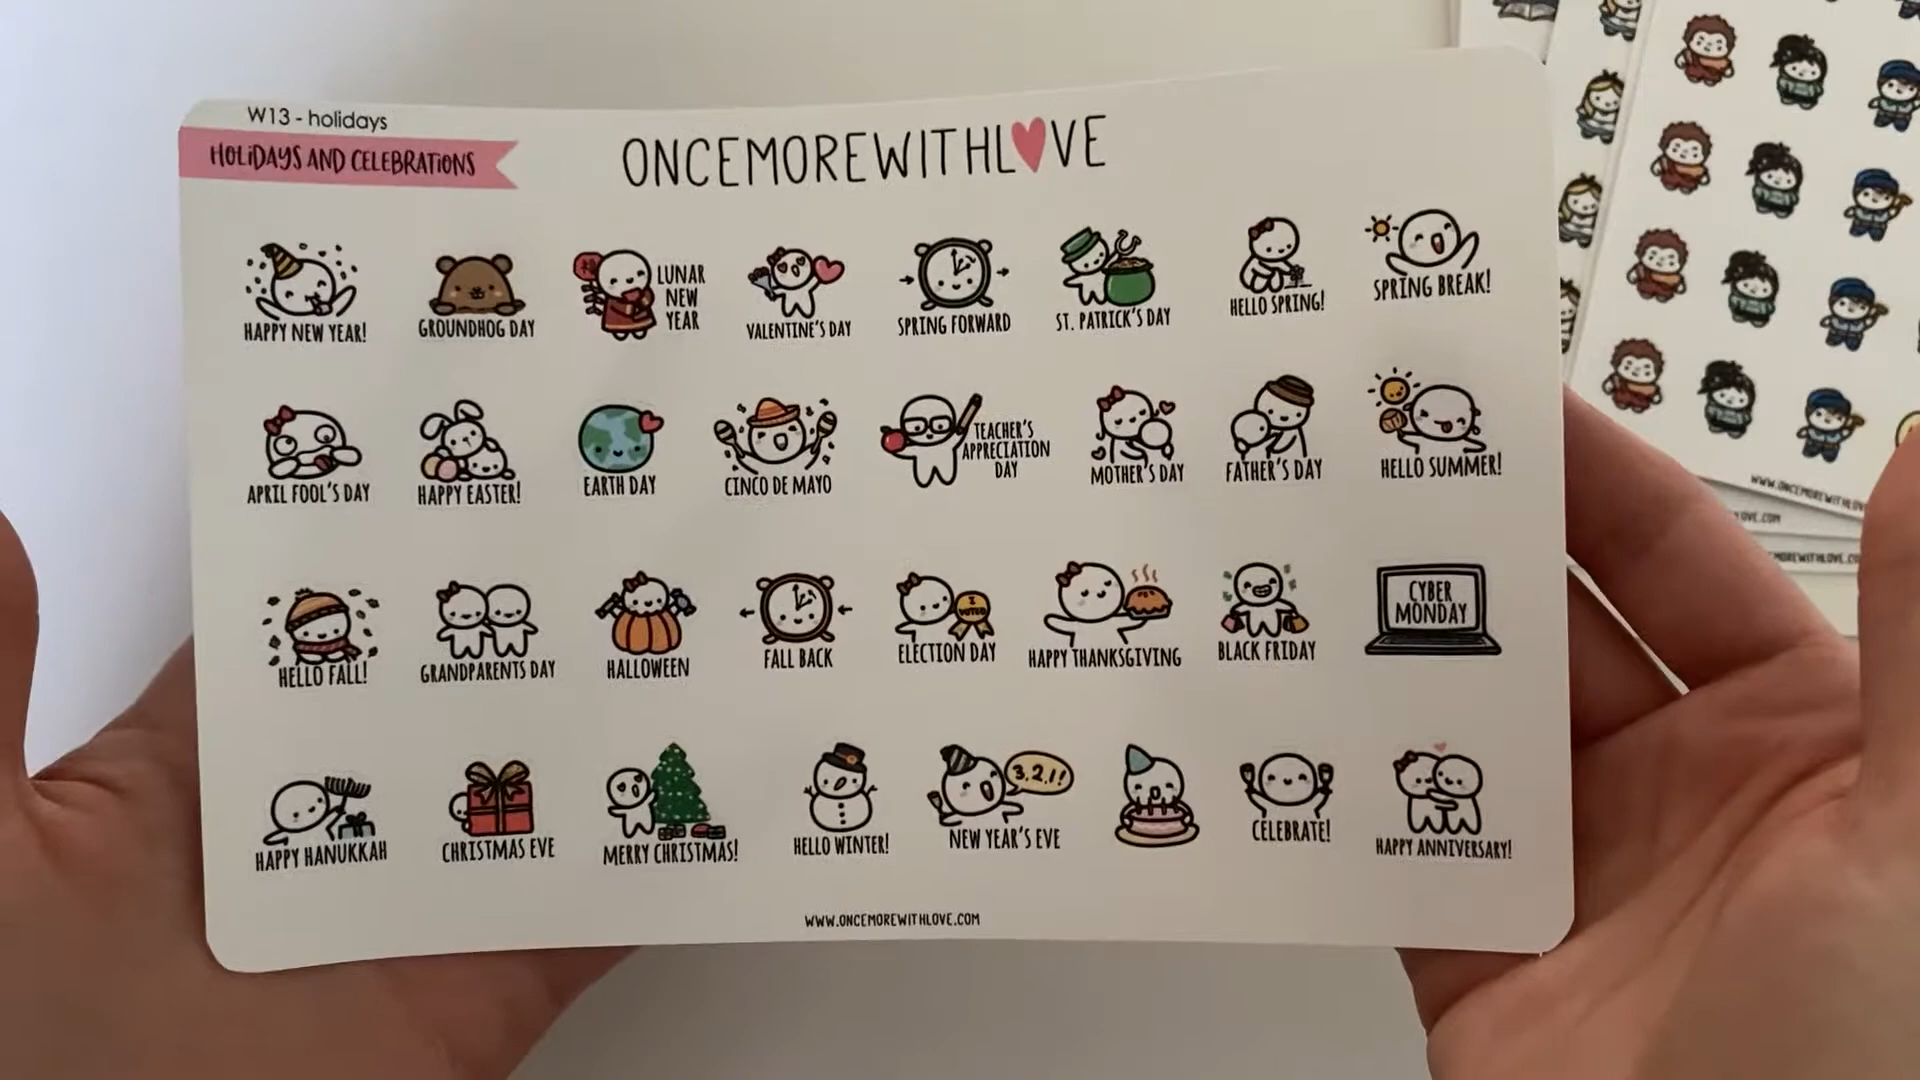 W13 - holidays
HOLiDAYS AND CELEBRATiONS
ONCEMOREWITHLVE
HAPPY NEW YEAR!
GROUNDHOG DAY
LUNAR
NEW
YEAR
VALENTINE'S DAY
SPRING FORWARD
ST. PATRICK'S DAY
HELLO SPRING!
SPRING BREAK!
APRIL FOOL'S DAY
HAPPY EASTER!
EARTH DAY
CINCO DE MAYO
TEACHER'S
APPRECIATION
DAY
MOTHER'S DAY
FATHER'S DAY
HELLO SUMMER!
HELLO FALL!
GRANDPARENTS DAY
HALLOWEEN
FALL BACK
I
VOTED
ELECTION DAY
HAPPY THANKSGIVING
BLACK FRIDAY
CYBER
MONDAY
HAPPY HANUKKAH
CHRISTMAS EVE
MERRY CHRISTMAS!
HELLO WINTER!
3,2,1!
NEW YEAR'S EVE
CELEBRATE!
HAPPY ANNIVERSARY!
WWW.ONCEMOREWITHLOVE.COM